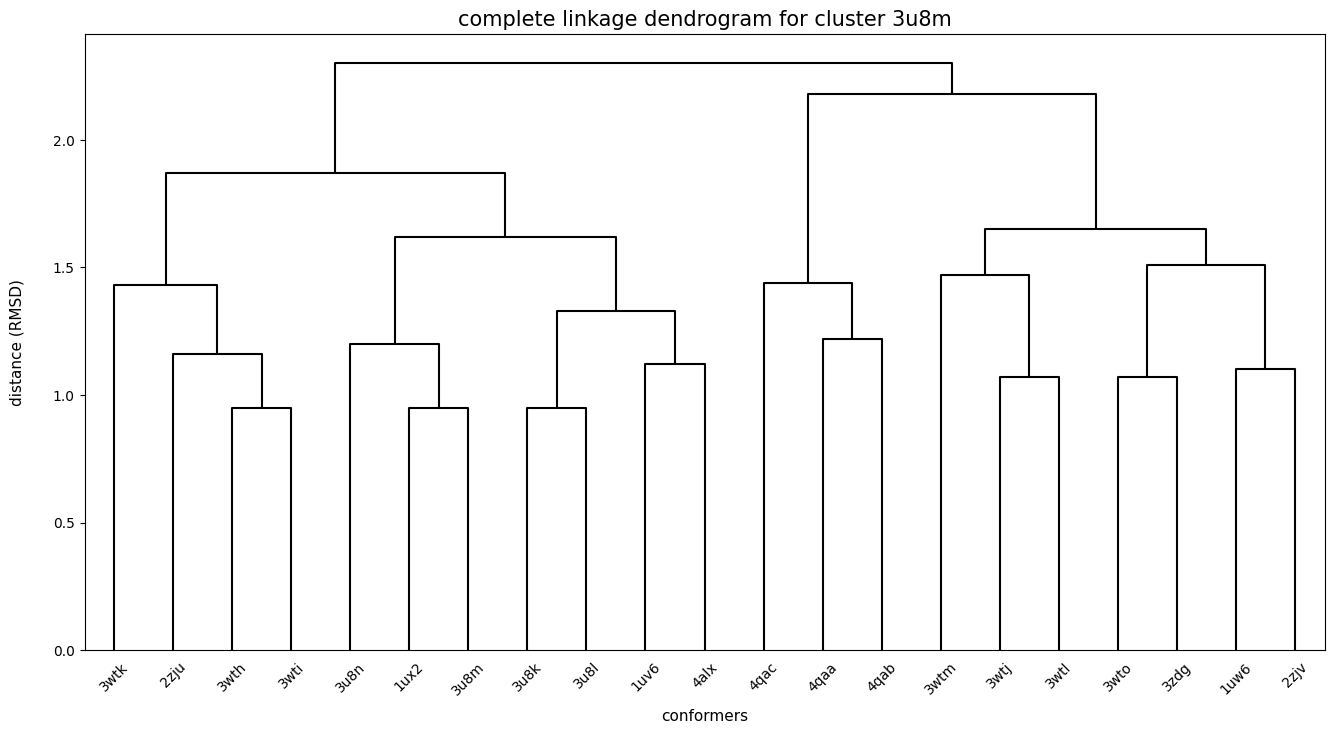 complete linkage dendrogram for cluster 3u8m
distance (RMSD)
2.0
1.5
1.0
0.5
0.0
3wtk 2zju 3wth 3wti 3u8n 1ux2 3u8m 3u8k 3u8l 1uv6 4alx 4qac 4qaa 4qab 3wtm 3wtj 3wtl 3wto 3zdg 1uw6 2zjv
conformers